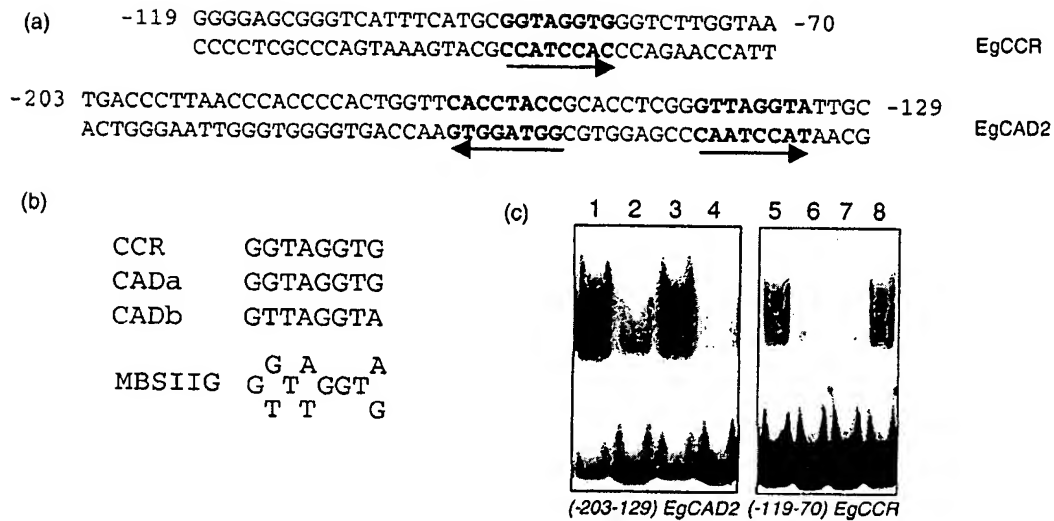 (a)
-119 GGGGAGCGGGTCATTTCATGCGGTAGGTGGGTCTTGGTAA -70
CCCCTCGCCCAGTAAAGTACGCCATCCACCCAGAACCATT EgCCR
-203 TGACCCTTAACCCACCCCACTGGTTCACCTACCGCACCTCGGGTTAGGTATTGC -129
ACTGGGAATTGGGTGGGGTGACCAAGTGGATGGCGTGGAGCCCAATCCATAACG EgCAD2
(b)
CCR GGTAGGTG
CADa GGTAGGTG
CADb GTTAGGTA
G A A
MBSIIG G T GGT
T T G
(c)
1 2 3 4 5 6 7 8
(-203-129) EgCAD2 (-119-70) EgCCR